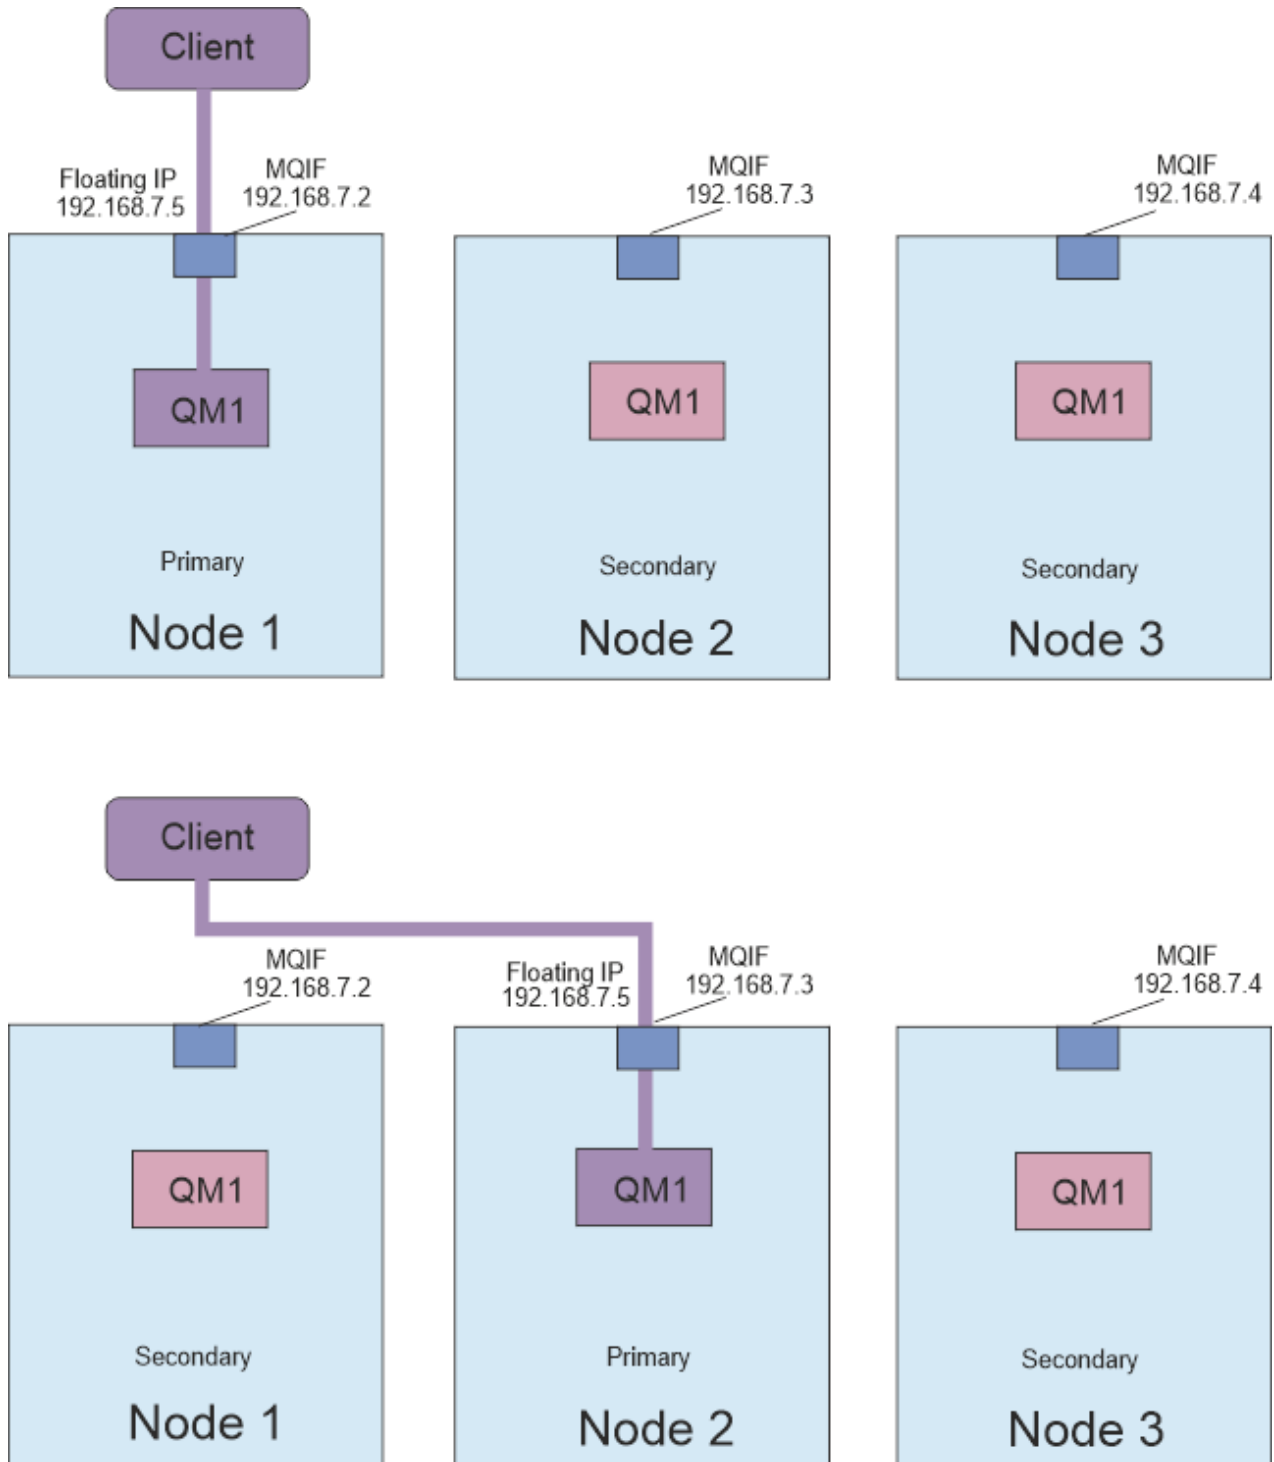 Client
Floating IP
192.168.7.5
MQIF
192.168.7.2
MQIF
192.168.7.3
MQIF
192.168.7.4
QM1
QM1
QM1
Primary
Secondary
Secondary
Node 1
Node 2
Node 3
Client
MQIF
192.168.7.2
Floating IP
192.168.7.5
MQIF
192.168.7.3
MQIF
192.168.7.4
QM1
QM1
QM1
Secondary
Primary
Secondary
Node 1
Node 2
Node 3